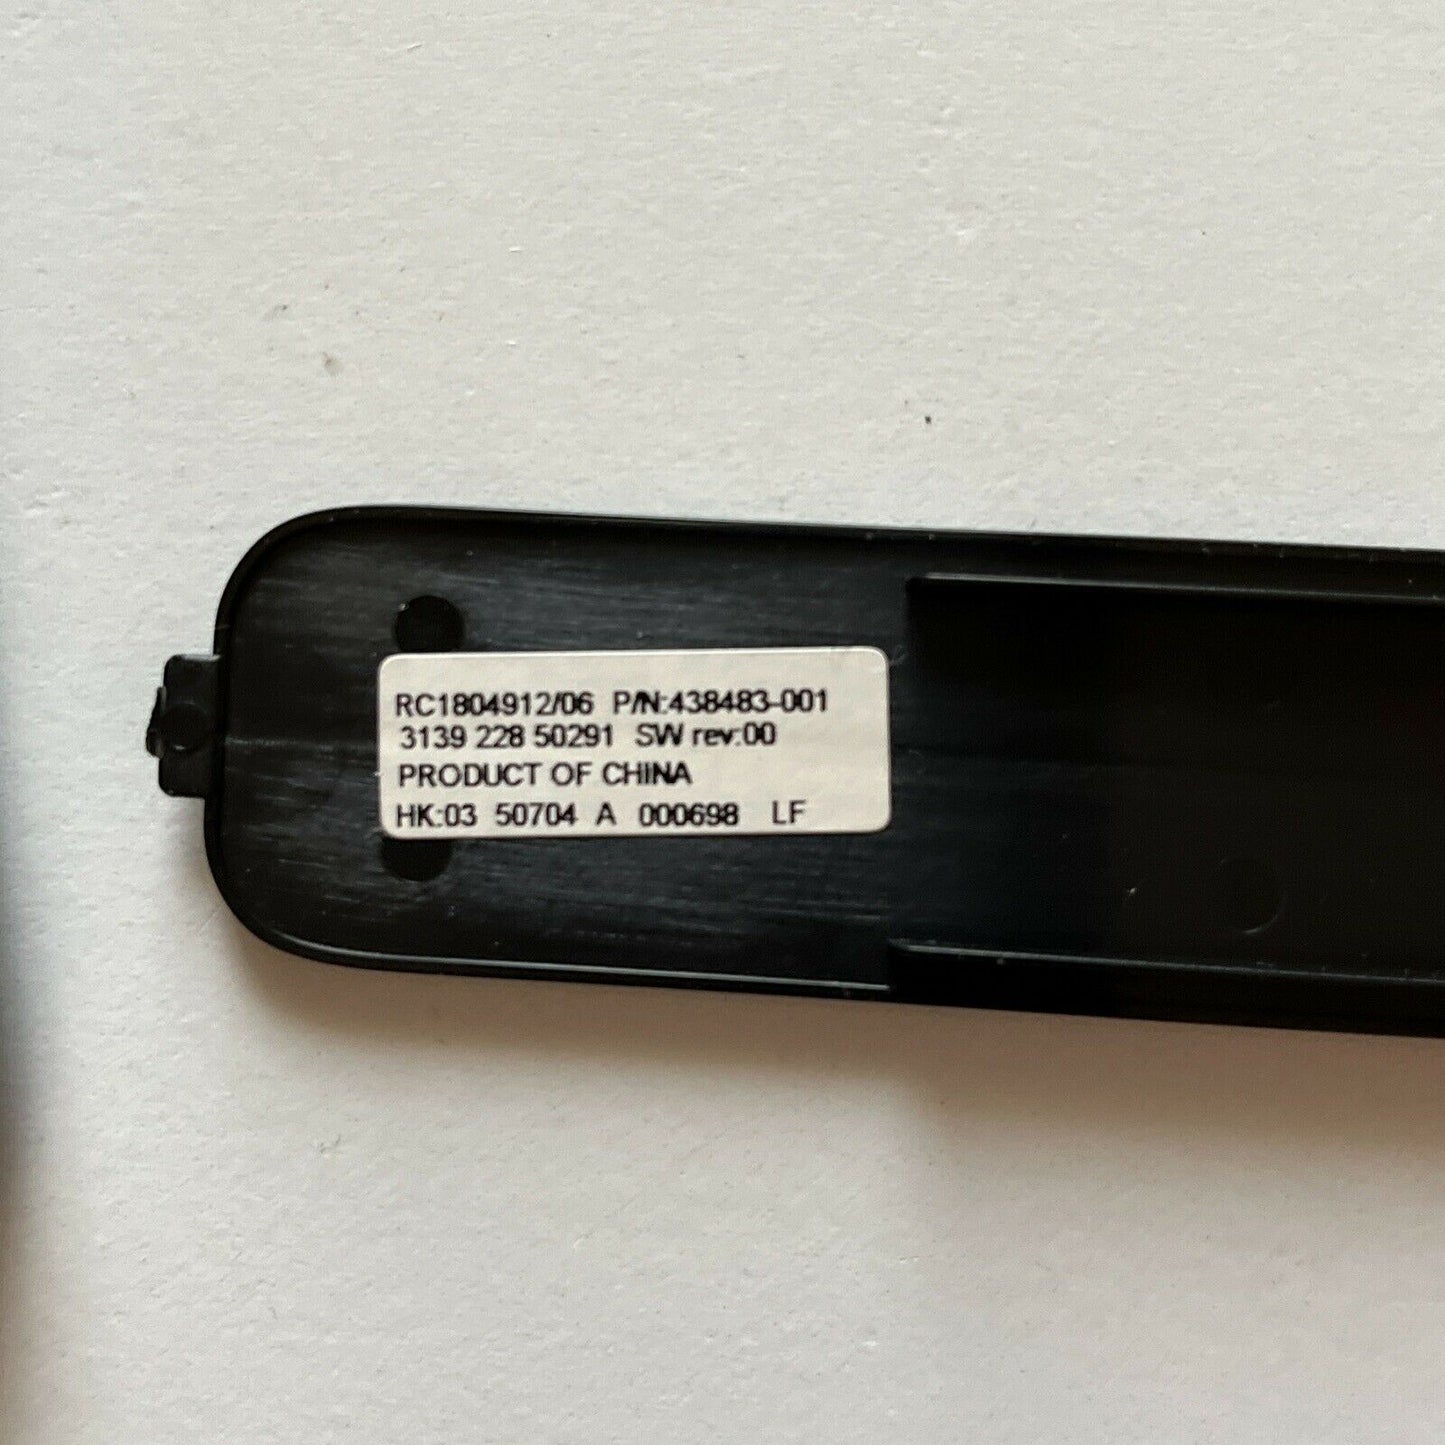 RC1804912/06 P/N:438483-001
3139 228 50291 SW rev:00
PRODUCT OF CHINA
HK:03 50704 A 000698 LF